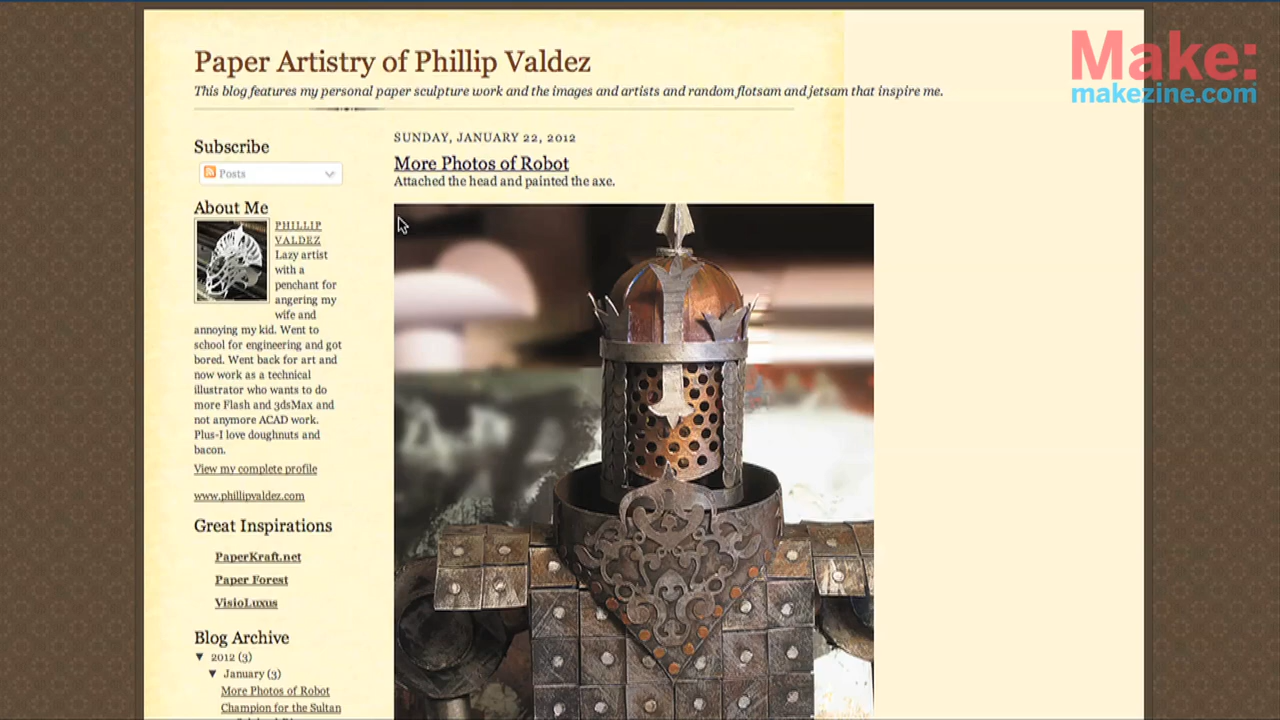 Make:
makezine.com
Paper Artistry of Phillip Valdez
This blog features my personal paper sculpture work and the images and artists and random flotsam and jetsam that inspire me.
Subscribe
Posts
About Me
PHILLIP
VALDEZ
Lazy artist
with a
penchant for
angering my
wife and
annoying my kid. Went to
school for engineering and got
bored. Went back for art and
now work as a technical
illustrator who wants to do
more Flash and 3dsMax and
not anymore ACAD work.
Plus-I love doughnuts and
bacon.
View my complete profile
www.phillipvaldez.com
Great Inspirations
PaperKraft.net
Paper Forest
VisioLuxus
Blog Archive
▼ 2012 (3)
▼ January (3)
More Photos of Robot
Champion for the Sultan
SUNDAY, JANUARY 22, 2012
More Photos of Robot
Attached the head and painted the axe.